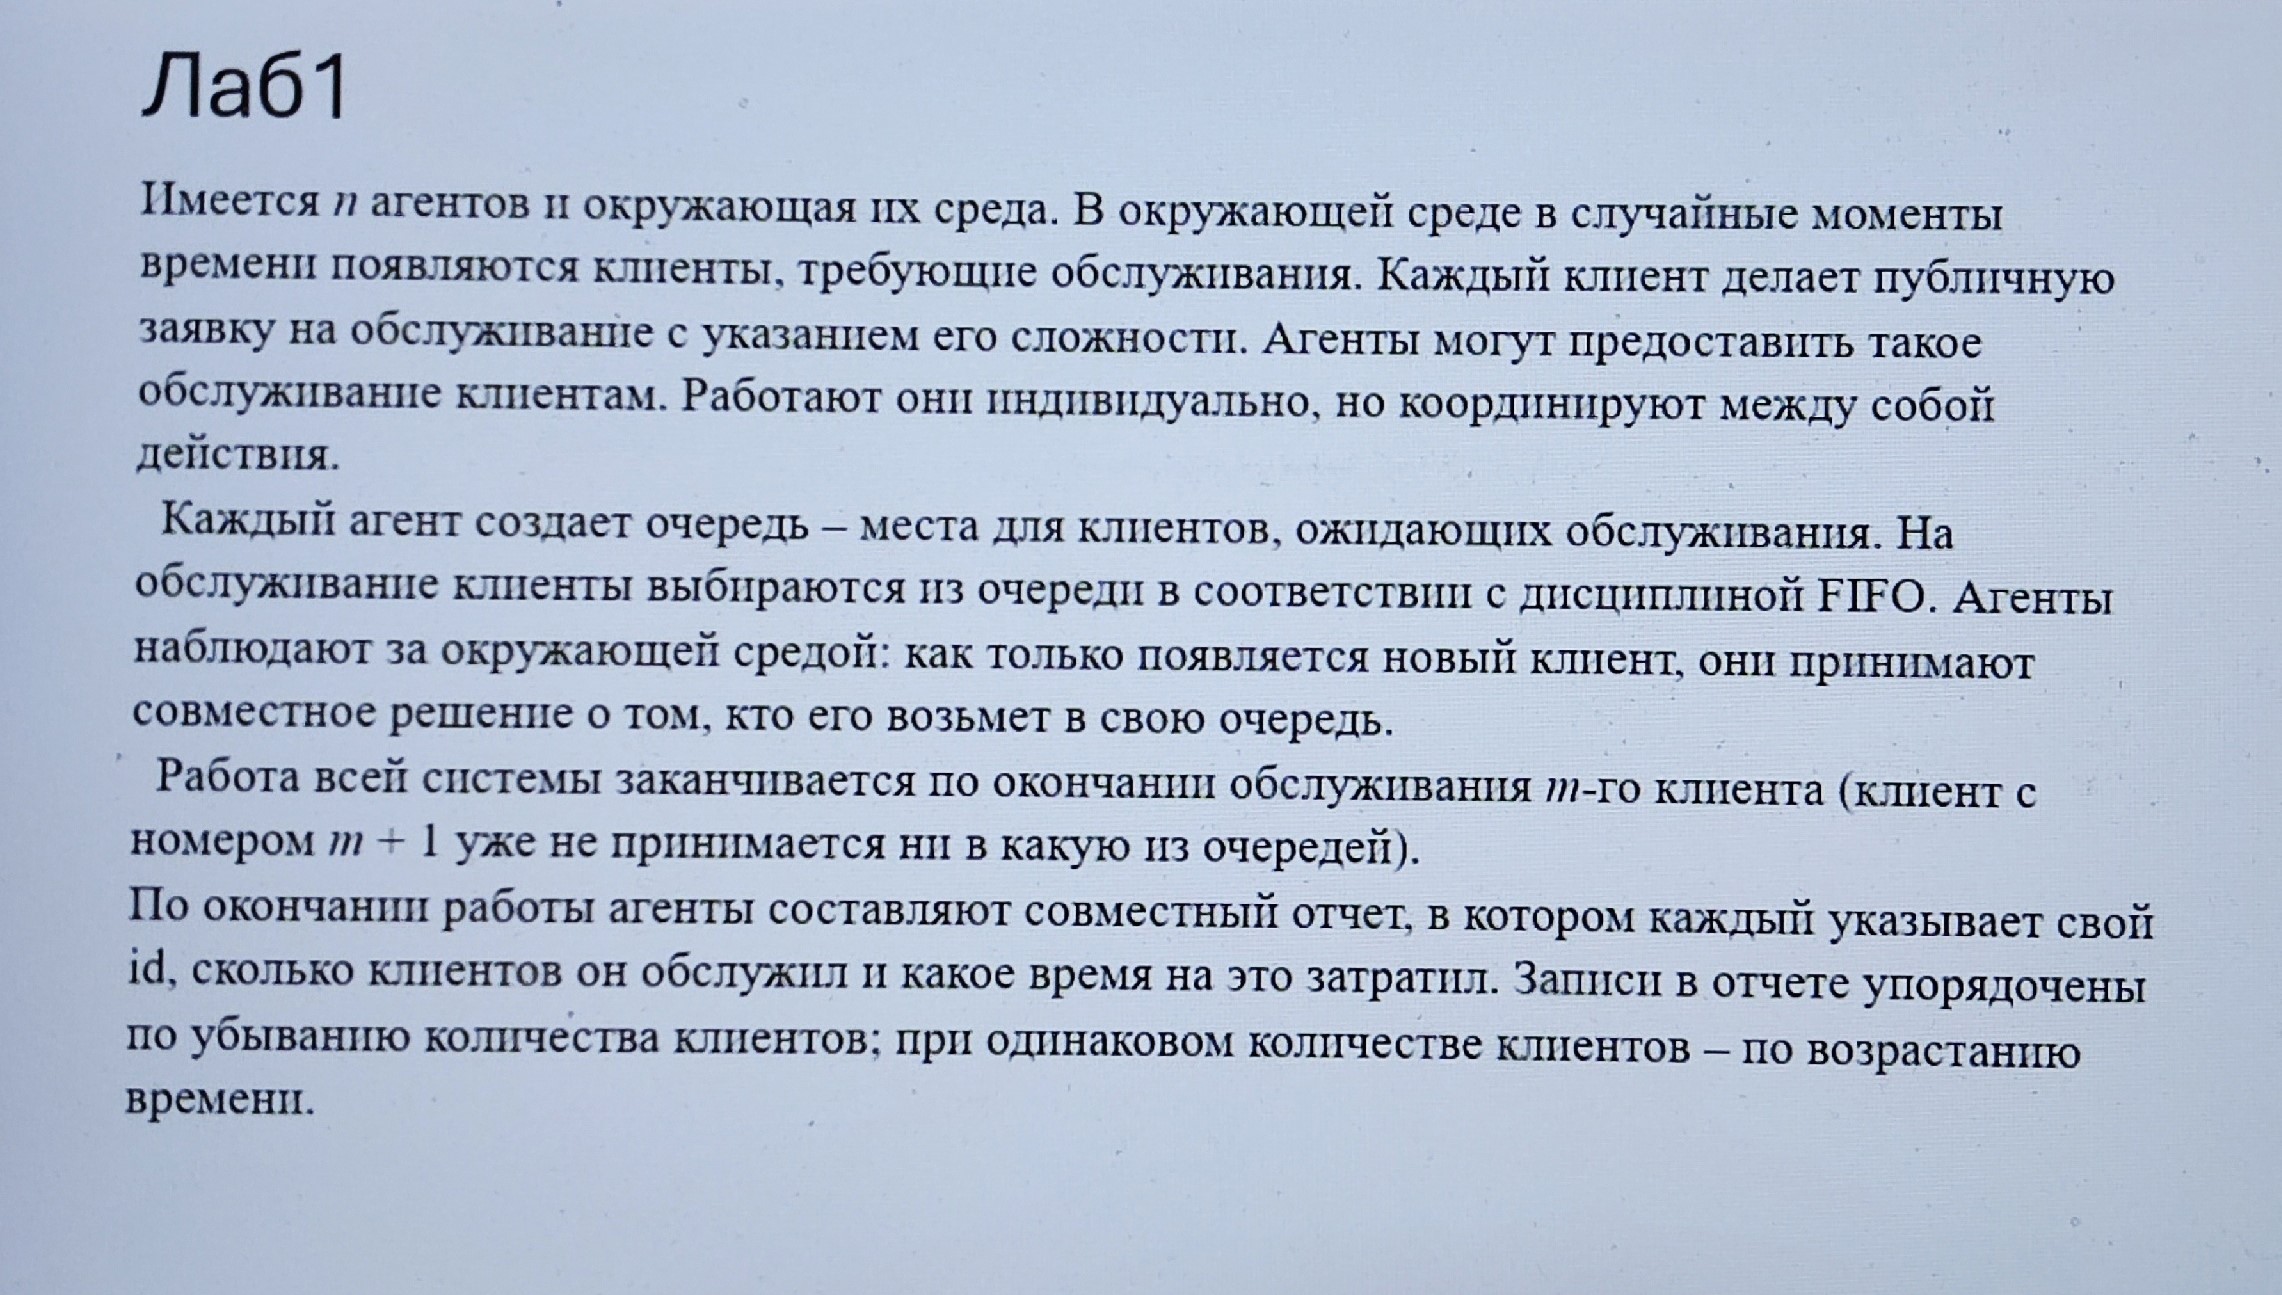 Лаб1
Имеется n агентов и окружающая их среда. В окружающей среде в случайные моменты
времени появляются клиенты, требующие обслуживания. Каждый клиент делает публичную
заявку на обслуживание с указанием его сложности. Агенты могут предоставить такое
обслуживание клиентам. Работают они индивидуально, но координируют между собой
действия.
Каждый агент создает очередь – места для клиентов, ожидающих обслуживания. На
обслуживание клиенты выбираются из очереди в соответствии с дисциплиной FIFO. Агенты
наблюдают за окружающей средой: как только появляется новый клиент, они принимают
совместное решение о том, кто его возьмет в свою очередь.
Работа всей системы заканчивается по окончании обслуживания m-го клиента (клиент с
номером m + 1 уже не принимается ни в какую из очередей).
По окончании работы агенты составляют совместный отчет, в котором каждый указывает свой
id, сколько клиентов он обслужил и какое время на это затратил. Записи в отчете упорядочены
по убыванию количества клиентов; при одинаковом количестве клиентов – по возрастанию
времени.